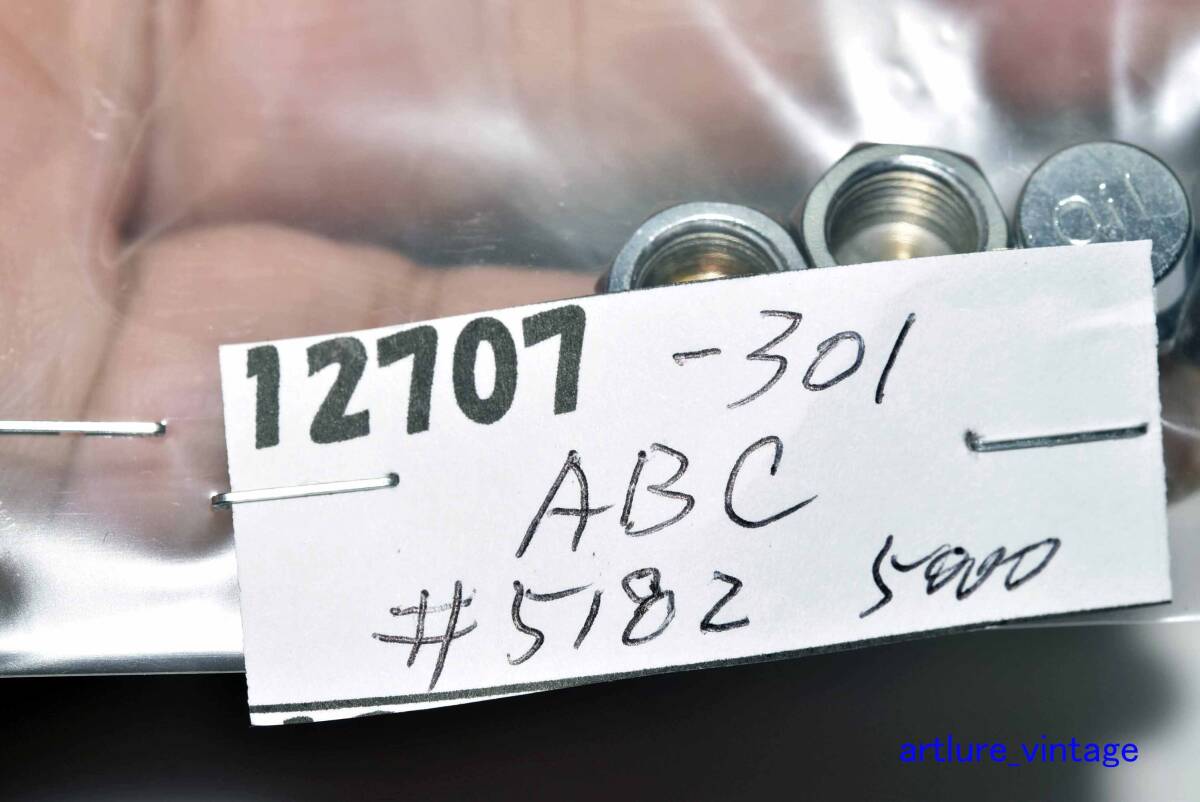 12707 -301
ABC
#5182 5000
artlure_vintage